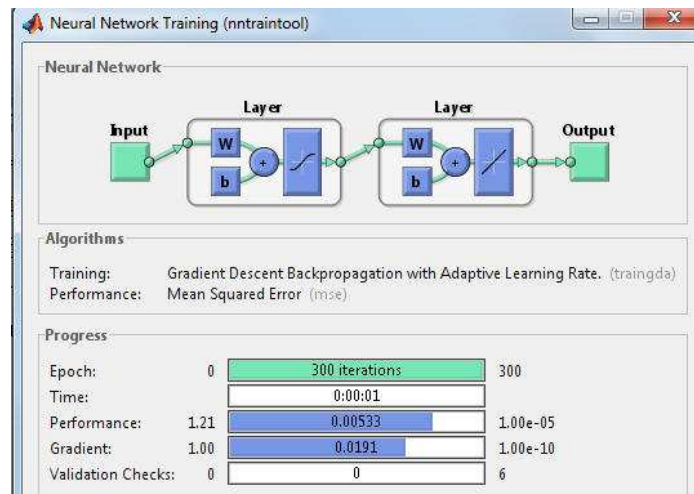 Neural Network Training (nntraintool)
Neural Network
Layer Layer
Input Output
W W
+ +
b b
Algorithms
Training: Gradient Descent Backpropagation with Adaptive Learning Rate. (traingda)
Performance: Mean Squared Error (mse)
Progress
Epoch: 0 300 iterations 300
Time: 0:00:01
Performance: 1.21 0.00533 1.00e-05
Gradient: 1.00 0.0191 1.00e-10
Validation Checks: 0 0 6